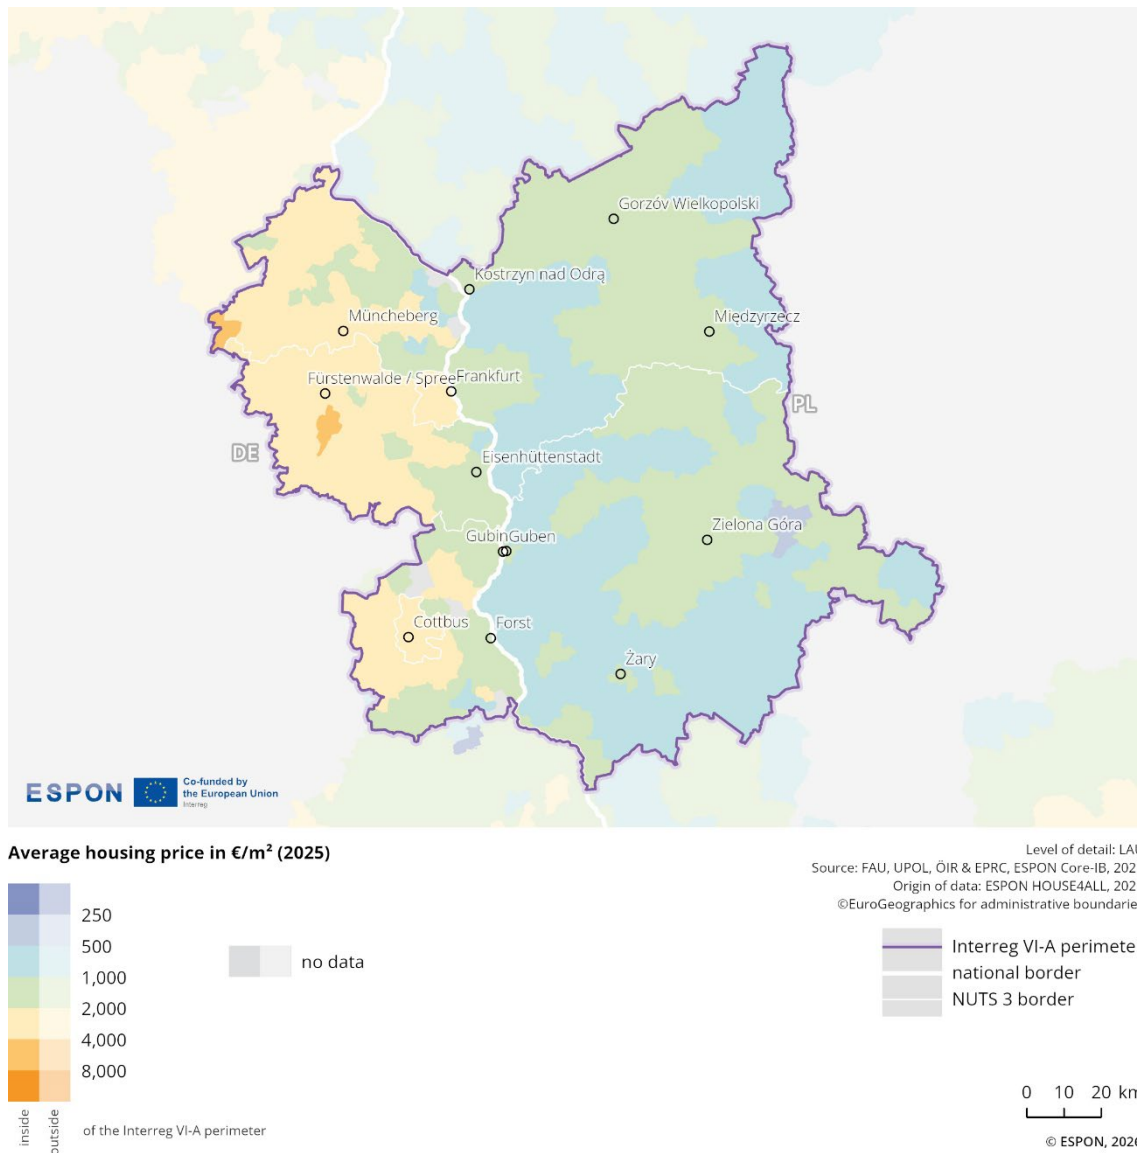 Gorzóv Wielkopolski
Kostrzyn nad Odrą
Müncheberg
Międzyrzecz
Fürstenwalde / Spree
Frankfurt
PL
DE
Eisenhüttenstadt
Zielona Góra
Gubin
Guben
Cottbus
Forst
Żary
ESPON
Co-funded by
the European Union
Interreg
Average housing price in €/m² (2025)
Level of detail: LAU
Source: FAU, UPOL, ÖIR & EPRC, ESPON Core-IB, 202
Origin of data: ESPON HOUSE4ALL, 202
©EuroGeographics for administrative boundarie
250
500
1,000
2,000
4,000
8,000
no data
Interreg VI-A perimete
national border
NUTS 3 border
inside
outside
of the Interreg VI-A perimeter
0 10 20 km
© ESPON, 2026